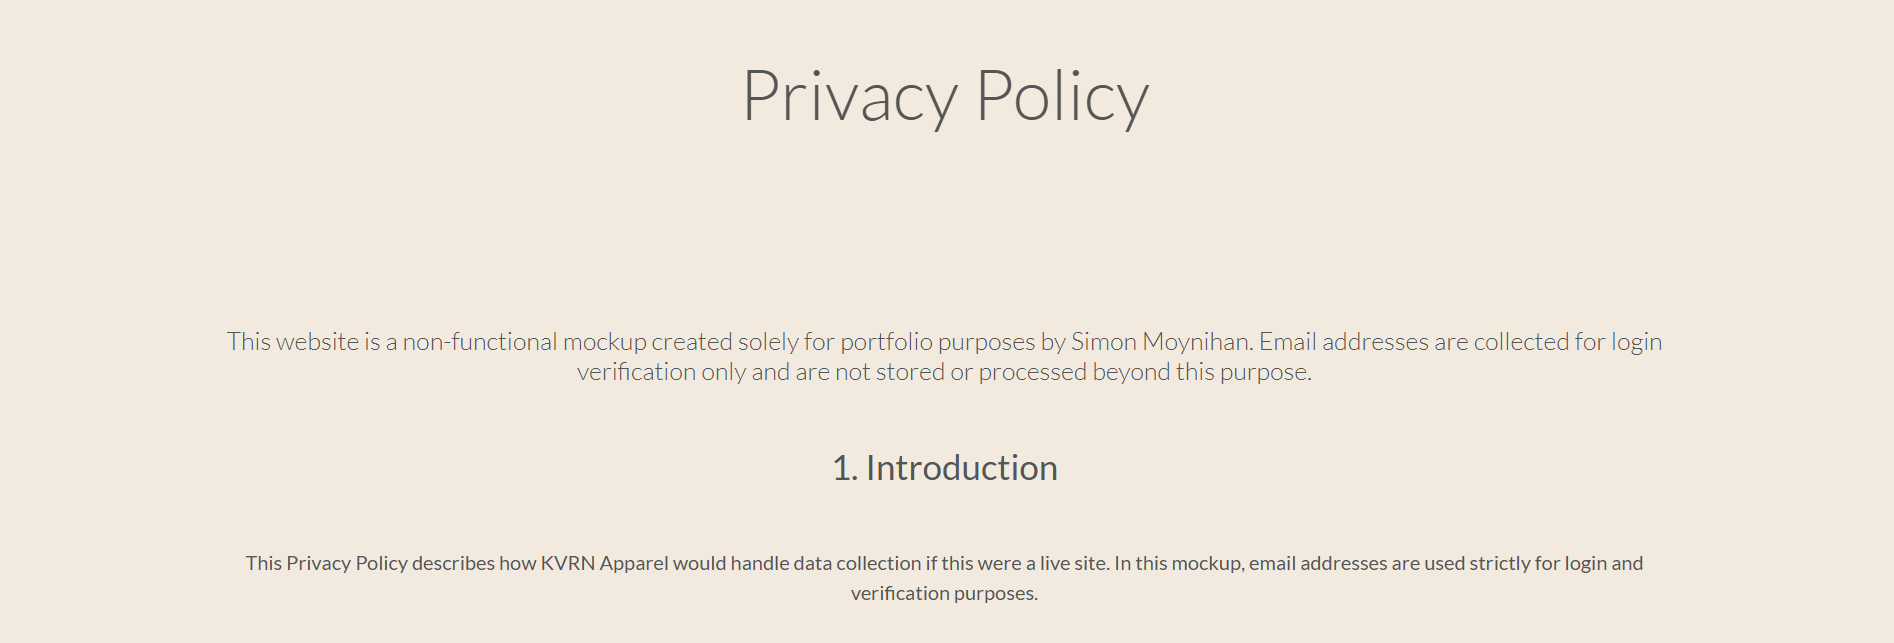 Privacy Policy
This website is a non-functional mockup created solely for portfolio purposes by Simon Moynihan. Email addresses are collected for login
verification only and are not stored or processed beyond this purpose.
1. Introduction
This Privacy Policy describes how KVRN Apparel would handle data collection if this were a live site. In this mockup, email addresses are used strictly for login and
verification purposes.